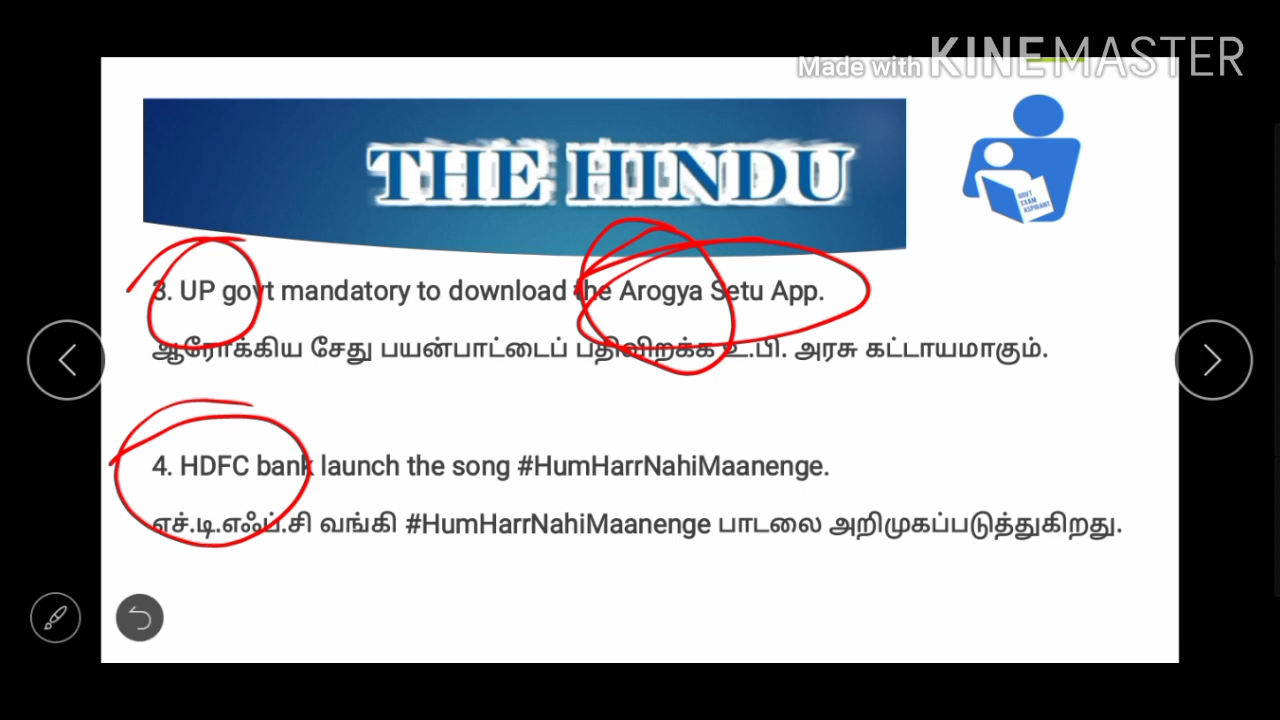 Made with KINEMASTER
THE HINDU
GOVT
EXAM
ASPIRANT
3. UP govt mandatory to download the Arogya Setu App.
ஆரோக்கிய சேது பயன்பாட்டைப் பதிவிறக்க உ.பி. அரசு கட்டாயமாகும்.
4. HDFC bank launch the song #HumHarrNahiMaanenge.
எச்.டி.எஃப்.சி வங்கி #HumHarrNahiMaanenge பாடலை அறிமுகப்படுத்துகிறது.